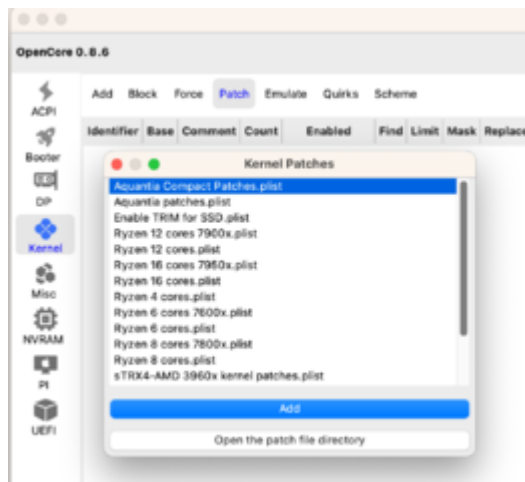 OpenCore 0.8.6
ACPI
Booter
DP
Kernel
Misc
NVRAM
PI
UEFI
Add Block Force Patch Emulate Quirks Scheme
Identifier Base Comment Count Enabled Find Limit Mask Replace
Kernel Patches
Aquantia Compact Patches.plist
Aquantia patches.plist
Enable TRIM for SSD.plist
Ryzen 12 cores 7900x.plist
Ryzen 12 cores.plist
Ryzen 16 cores 7950x.plist
Ryzen 16 cores.plist
Ryzen 4 cores.plist
Ryzen 6 cores 7600x.plist
Ryzen 6 cores.plist
Ryzen 8 cores 7800x.plist
Ryzen 8 cores.plist
sTRX4-AMD 3960x kernel patches.plist
Add
Open the patch file directory